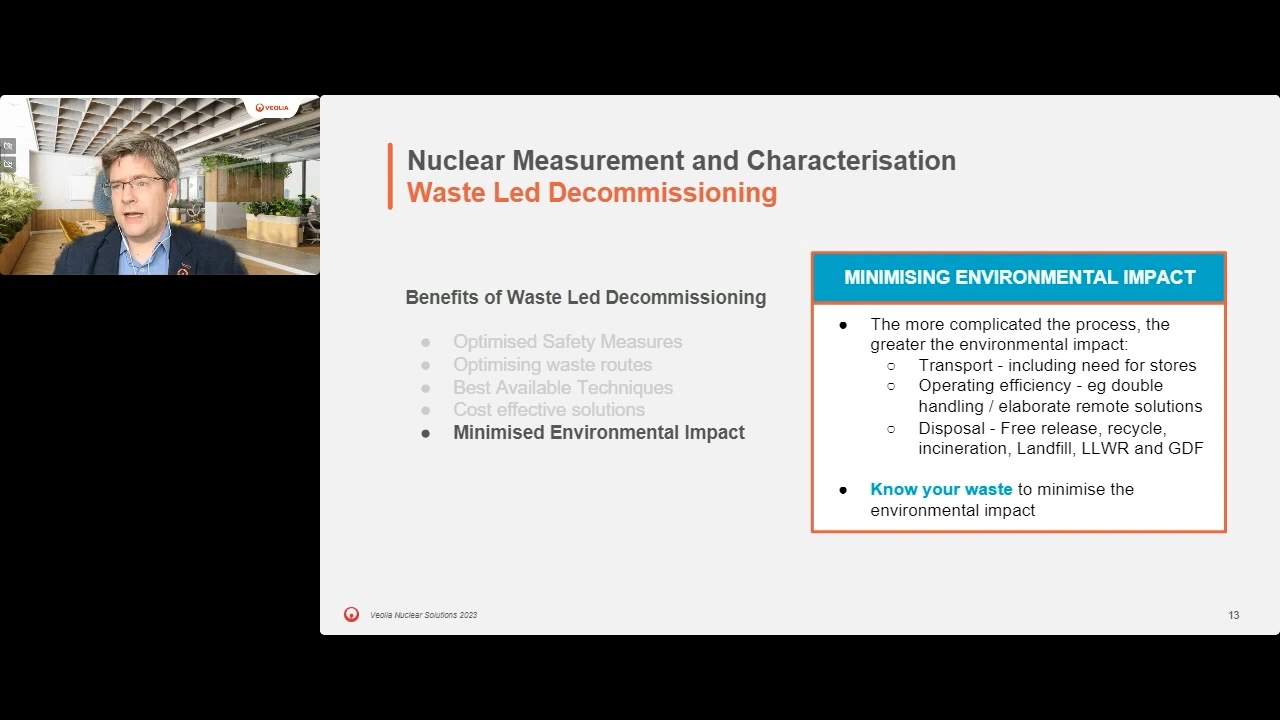 VEOLIA
Nuclear Measurement and Characterisation
Waste Led Decommissioning
Benefits of Waste Led Decommissioning
● Optimised Safety Measures
● Optimising waste routes
● Best Available Techniques
● Cost effective solutions
● Minimised Environmental Impact
MINIMISING ENVIRONMENTAL IMPACT
● The more complicated the process, the
greater the environmental impact:
○ Transport - including need for stores
○ Operating efficiency - eg double
handling / elaborate remote solutions
○ Disposal - Free release, recycle,
incineration, Landfill, LLWR and GDF
● Know your waste to minimise the
environmental impact
Veolia Nuclear Solutions 2023
13